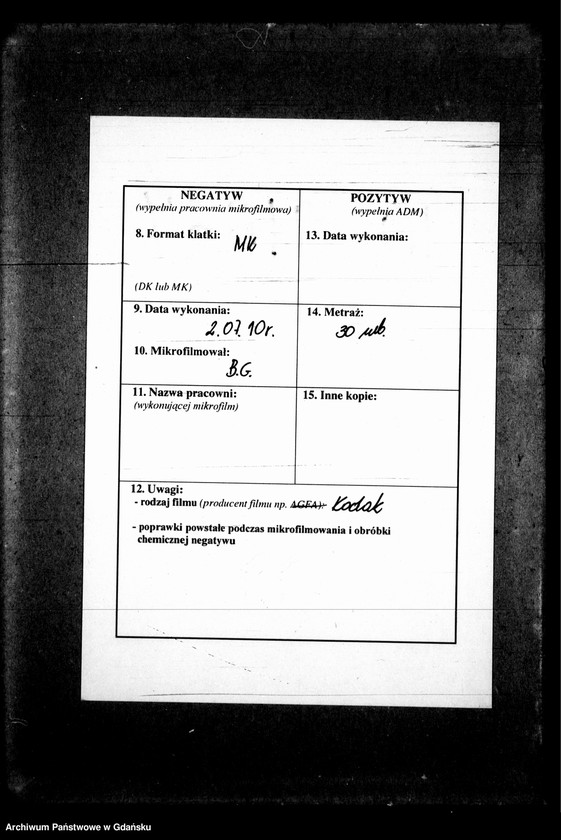 NEGATYW
(wypełnia pracownia mikrofilmowa)
8. Format klatki: MK
(DK lub MK)
9. Data wykonania:
2.07.10r.
10. Mikrofilmował:
B.G.
11. Nazwa pracowni:
(wykonującej mikrofilm)
POZYTYW
(wypełnia ADM)
13. Data wykonania:
14. Metraż:
30 mb.
15. Inne kopie:
12. Uwagi:
- rodzaj filmu (producent filmu np. AGFA): Kodak
- poprawki powstałe podczas mikrofilmowania i obróbki
chemicznej negatywu
Archiwum Państwowe w Gdańsku